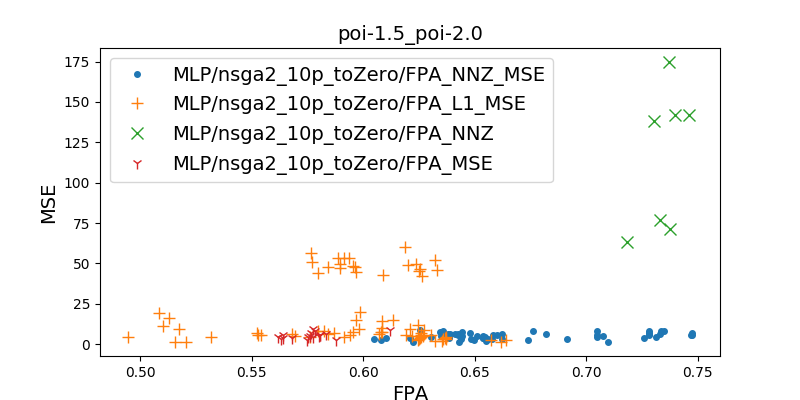 poi-1.5_poi-2.0
MLP/nsga2_10p_toZero/FPA_NNZ_MSE
MLP/nsga2_10p_toZero/FPA_L1_MSE
MLP/nsga2_10p_toZero/FPA_NNZ
MLP/nsga2_10p_toZero/FPA_MSE
175
150
125
100
75
50
25
0
MSE
0.50 0.55 0.60 0.65 0.70 0.75
FPA